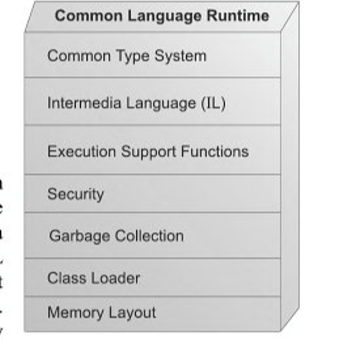 Common Language Runtime
Common Type System
Intermedia Language (IL)
Execution Support Functions
Security
Garbage Collection
Class Loader
Memory Layout